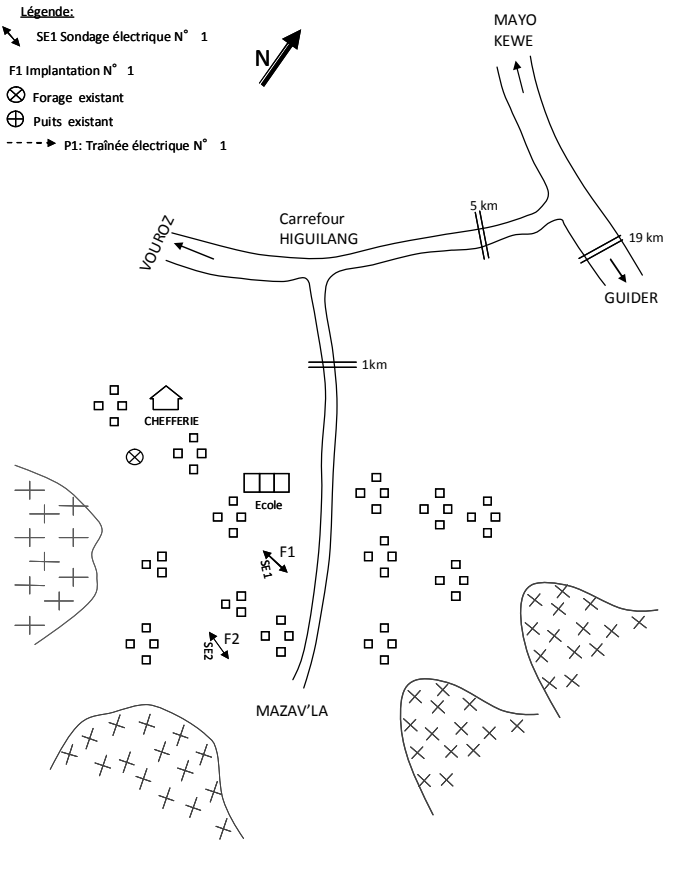 Légende:
SE1 Sondage électrique N° 1
F1 Implantation N° 1
Forage existant
Puits existant
P1: Traînée électrique N° 1
N
MAYO
KEWE
5 km
19 km
GUIDER
VOUROZ
Carrefour
HIGUILANG
1km
CHEFFERIE
Ecole
F1
SE1
F2
SE2
MAZAV'LA